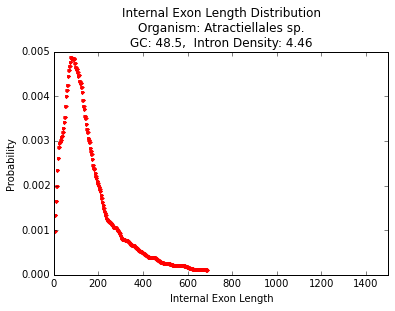 Internal Exon Length Distribution
Organism: Atractiellales sp.
GC: 48.5,  Intron Density: 4.46
0.005
0.004
0.003
0.002
0.001
0.000
Probability
0
200
400
600
800
1000
1200
1400
Internal Exon Length